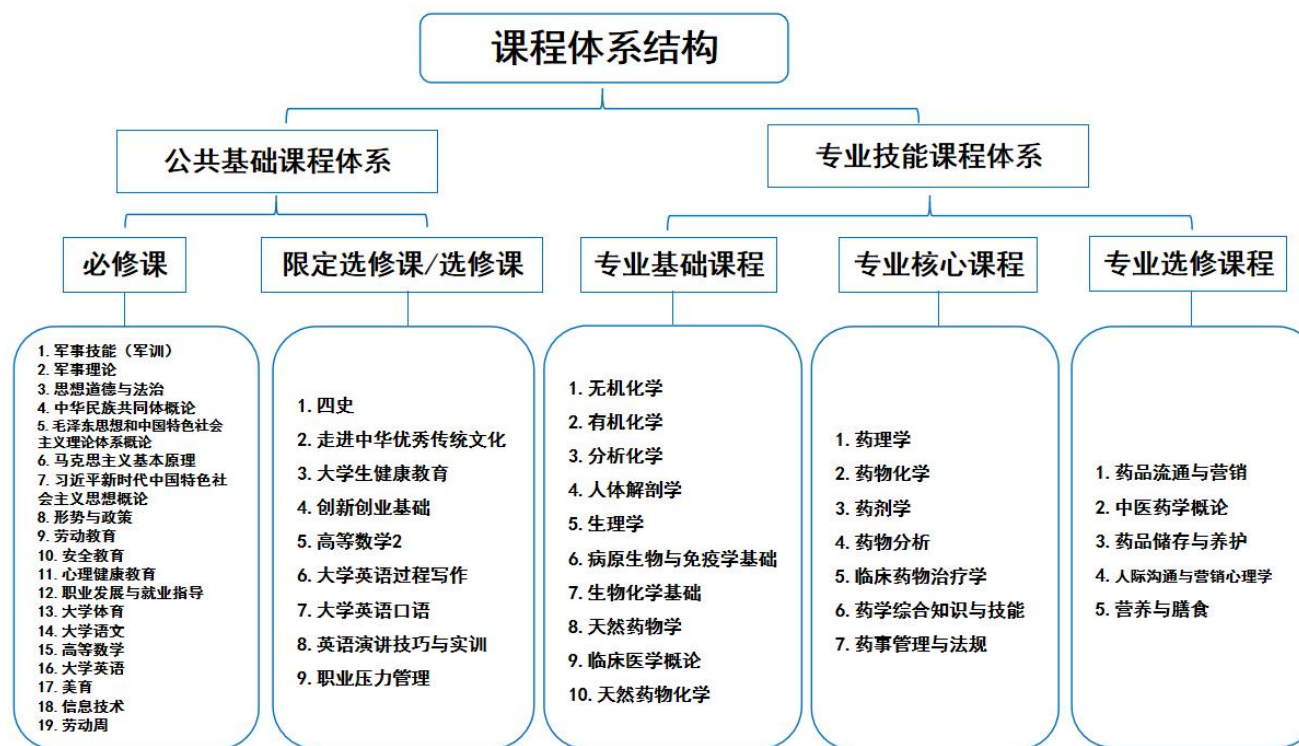 课程体系结构
公共基础课程体系
专业技能课程体系
必修课
限定选修课/选修课
专业基础课程
专业核心课程
专业选修课程
1. 军事技能（军训）
2. 军事理论
3. 思想道德与法治
4. 中华民族共同体概论
5. 毛泽东思想和中国特色社会
主义理论体系概论
6. 马克思主义基本原理
7. 习近平新时代中国特色社
会主义思想概论
8. 形势与政策
9. 劳动教育
10. 安全教育
11. 心理健康教育
12. 职业发展与就业指导
13. 大学体育
14. 大学语文
15. 高等数学
16. 大学英语
17. 美育
18. 信息技术
19. 劳动周
1. 四史
2. 走进中华优秀传统文化
3. 大学生健康教育
4. 创新创业基础
5. 高等数学2
6. 大学英语过程写作
7. 大学英语口语
8. 英语演讲技巧与实训
9. 职业压力管理
1. 无机化学
2. 有机化学
3. 分析化学
4. 人体解剖学
5. 生理学
6. 病原生物与免疫学基础
7. 生物化学基础
8. 天然药物学
9. 临床医学概论
10. 天然药物化学
1. 药理学
2. 药物化学
3. 药剂学
4. 药物分析
5. 临床药物治疗学
6. 药学综合知识与技能
7. 药事管理与法规
1. 药品流通与营销
2. 中医药学概论
3. 药品储存与养护
4. 人际沟通与营销心理学
5. 营养与膳食